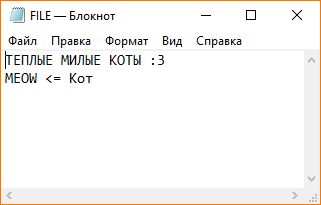 FILE — Блокнот
Файл Правка Формат Вид Справка
ТЕПЛЫЕ МИЛЫЕ КОТЫ :3
MEOW <= Кот